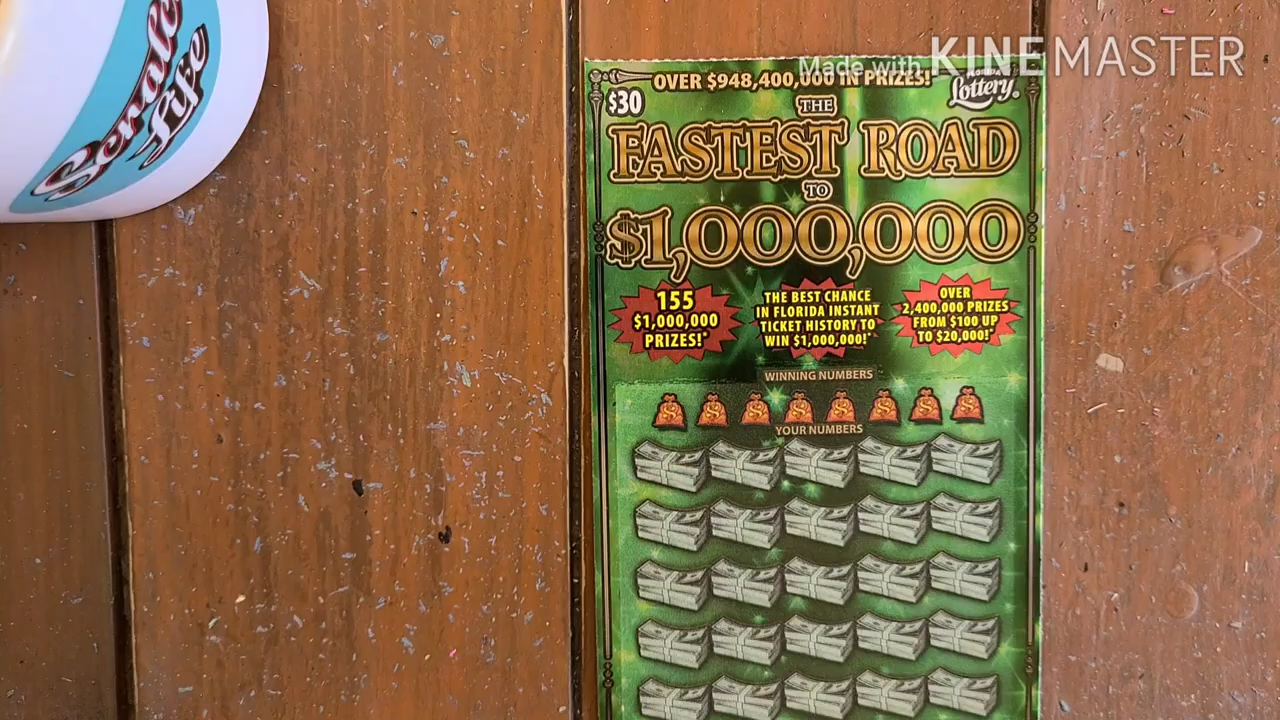 Made with KINEMASTER
OVER $948,400,000 IN PRIZES!
FLORIDA
Lottery
$30
THE
FASTEST ROAD
TO
$1,000,000
155
$1,000,000
PRIZES!*
THE BEST CHANCE
IN FLORIDA INSTANT
TICKET HISTORY TO
WIN $1,000,000!*
OVER
2,400,000 PRIZES
FROM $100 UP
TO $20,000!*
WINNING NUMBERS
YOUR NUMBERS
Life